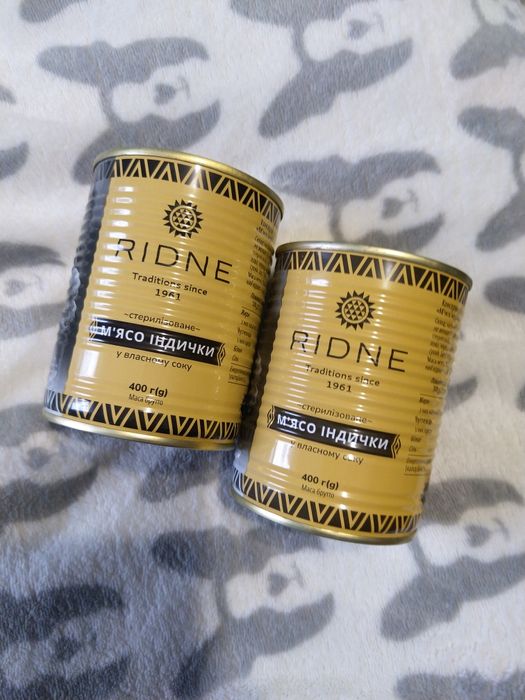 RIDNE
Traditions since
1961
~стерилізоване~
М'ЯСО ІНДИЧКИ
у власному соку
400 г(g)
Маса брутто
RIDNE
Traditions since
1961
~стерилізоване~
М'ЯСО ІНДИЧКИ
у власному соку
400 г(g)
Маса брутто